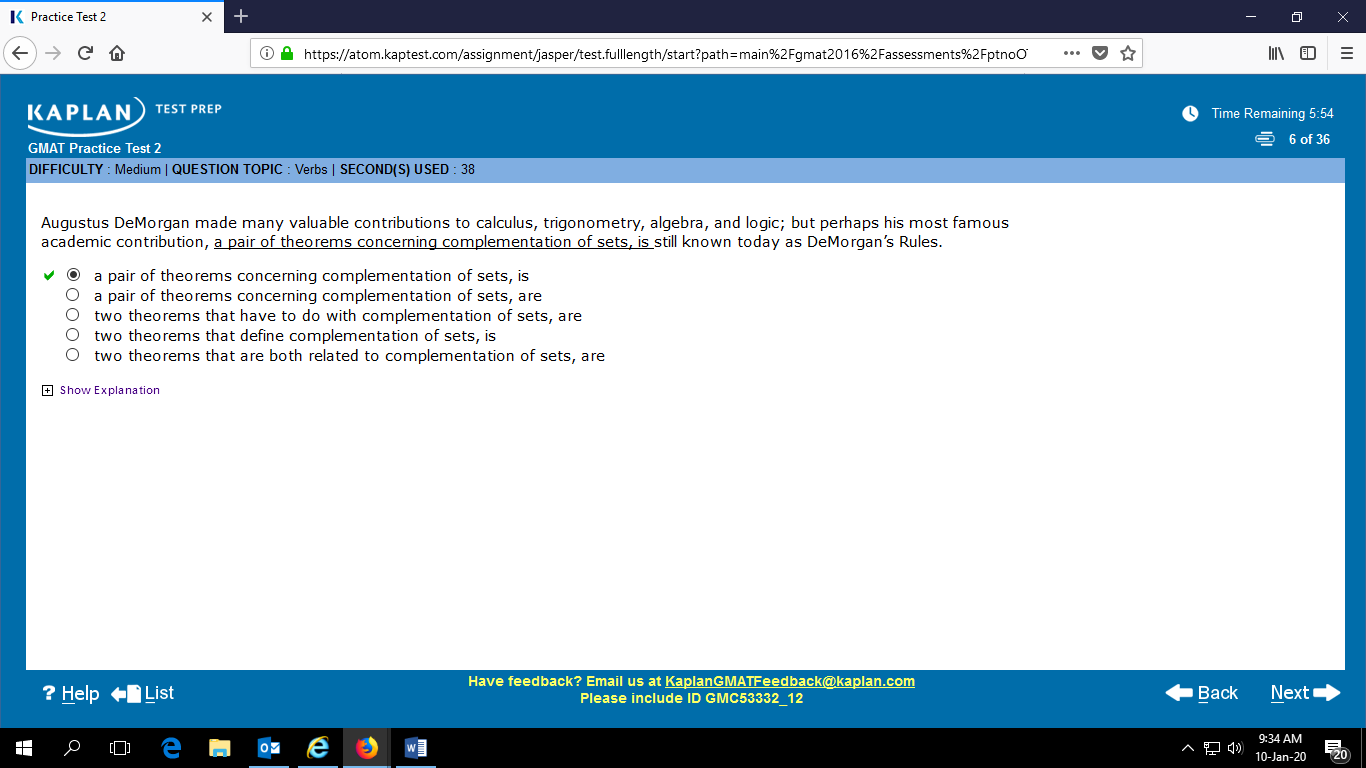 Practice Test 2
https://atom.kaptest.com/assignment/jasper/test.fulllength/start?path=main%2Fgmat2016%2Fassessments%2FptnoO
KAPLAN TEST PREP
Time Remaining 5:54
6 of 36
GMAT Practice Test 2
DIFFICULTY : Medium | QUESTION TOPIC : Verbs | SECOND(S) USED : 38
Augustus DeMorgan made many valuable contributions to calculus, trigonometry, algebra, and logic; but perhaps his most famous
academic contribution, a pair of theorems concerning complementation of sets, is still known today as DeMorgan’s Rules.
a pair of theorems concerning complementation of sets, is
a pair of theorems concerning complementation of sets, are
two theorems that have to do with complementation of sets, are
two theorems that define complementation of sets, is
two theorems that are both related to complementation of sets, are
Show Explanation
? Help
List
Have feedback? Email us at KaplanGMATFeedback@kaplan.com
Please include ID GMC53332_12
Back
Next
9:34 AM
10-Jan-20
20